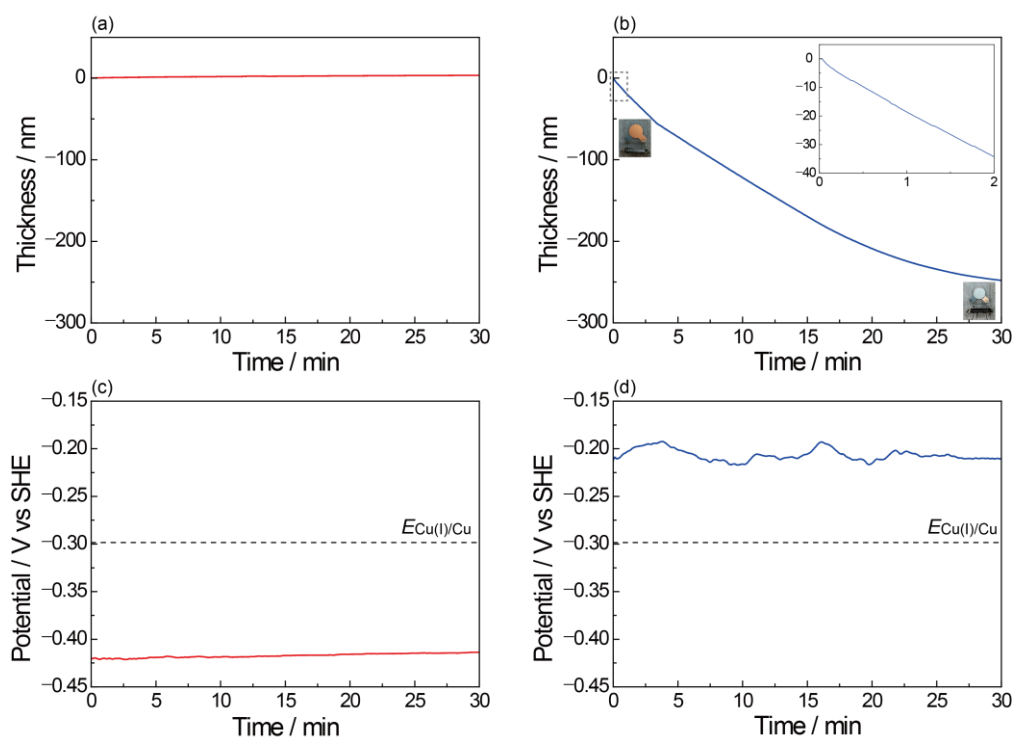 (a)
0
−100
−200
−300
Thickness / nm
0 5 10 15 20 25 30
Time / min
(b)
0
−100
−200
−300
Thickness / nm
0 5 10 15 20 25 30
Time / min
0
−10
−20
−30
−40
0 1 2
(c)
−0.15
−0.20
−0.25
−0.30
−0.35
−0.40
−0.45
Potential / V vs SHE
ECu(I)/Cu
0 5 10 15 20 25 30
Time / min
(d)
−0.15
−0.20
−0.25
−0.30
−0.35
−0.40
−0.45
Potential / V vs SHE
ECu(I)/Cu
0 5 10 15 20 25 30
Time / min